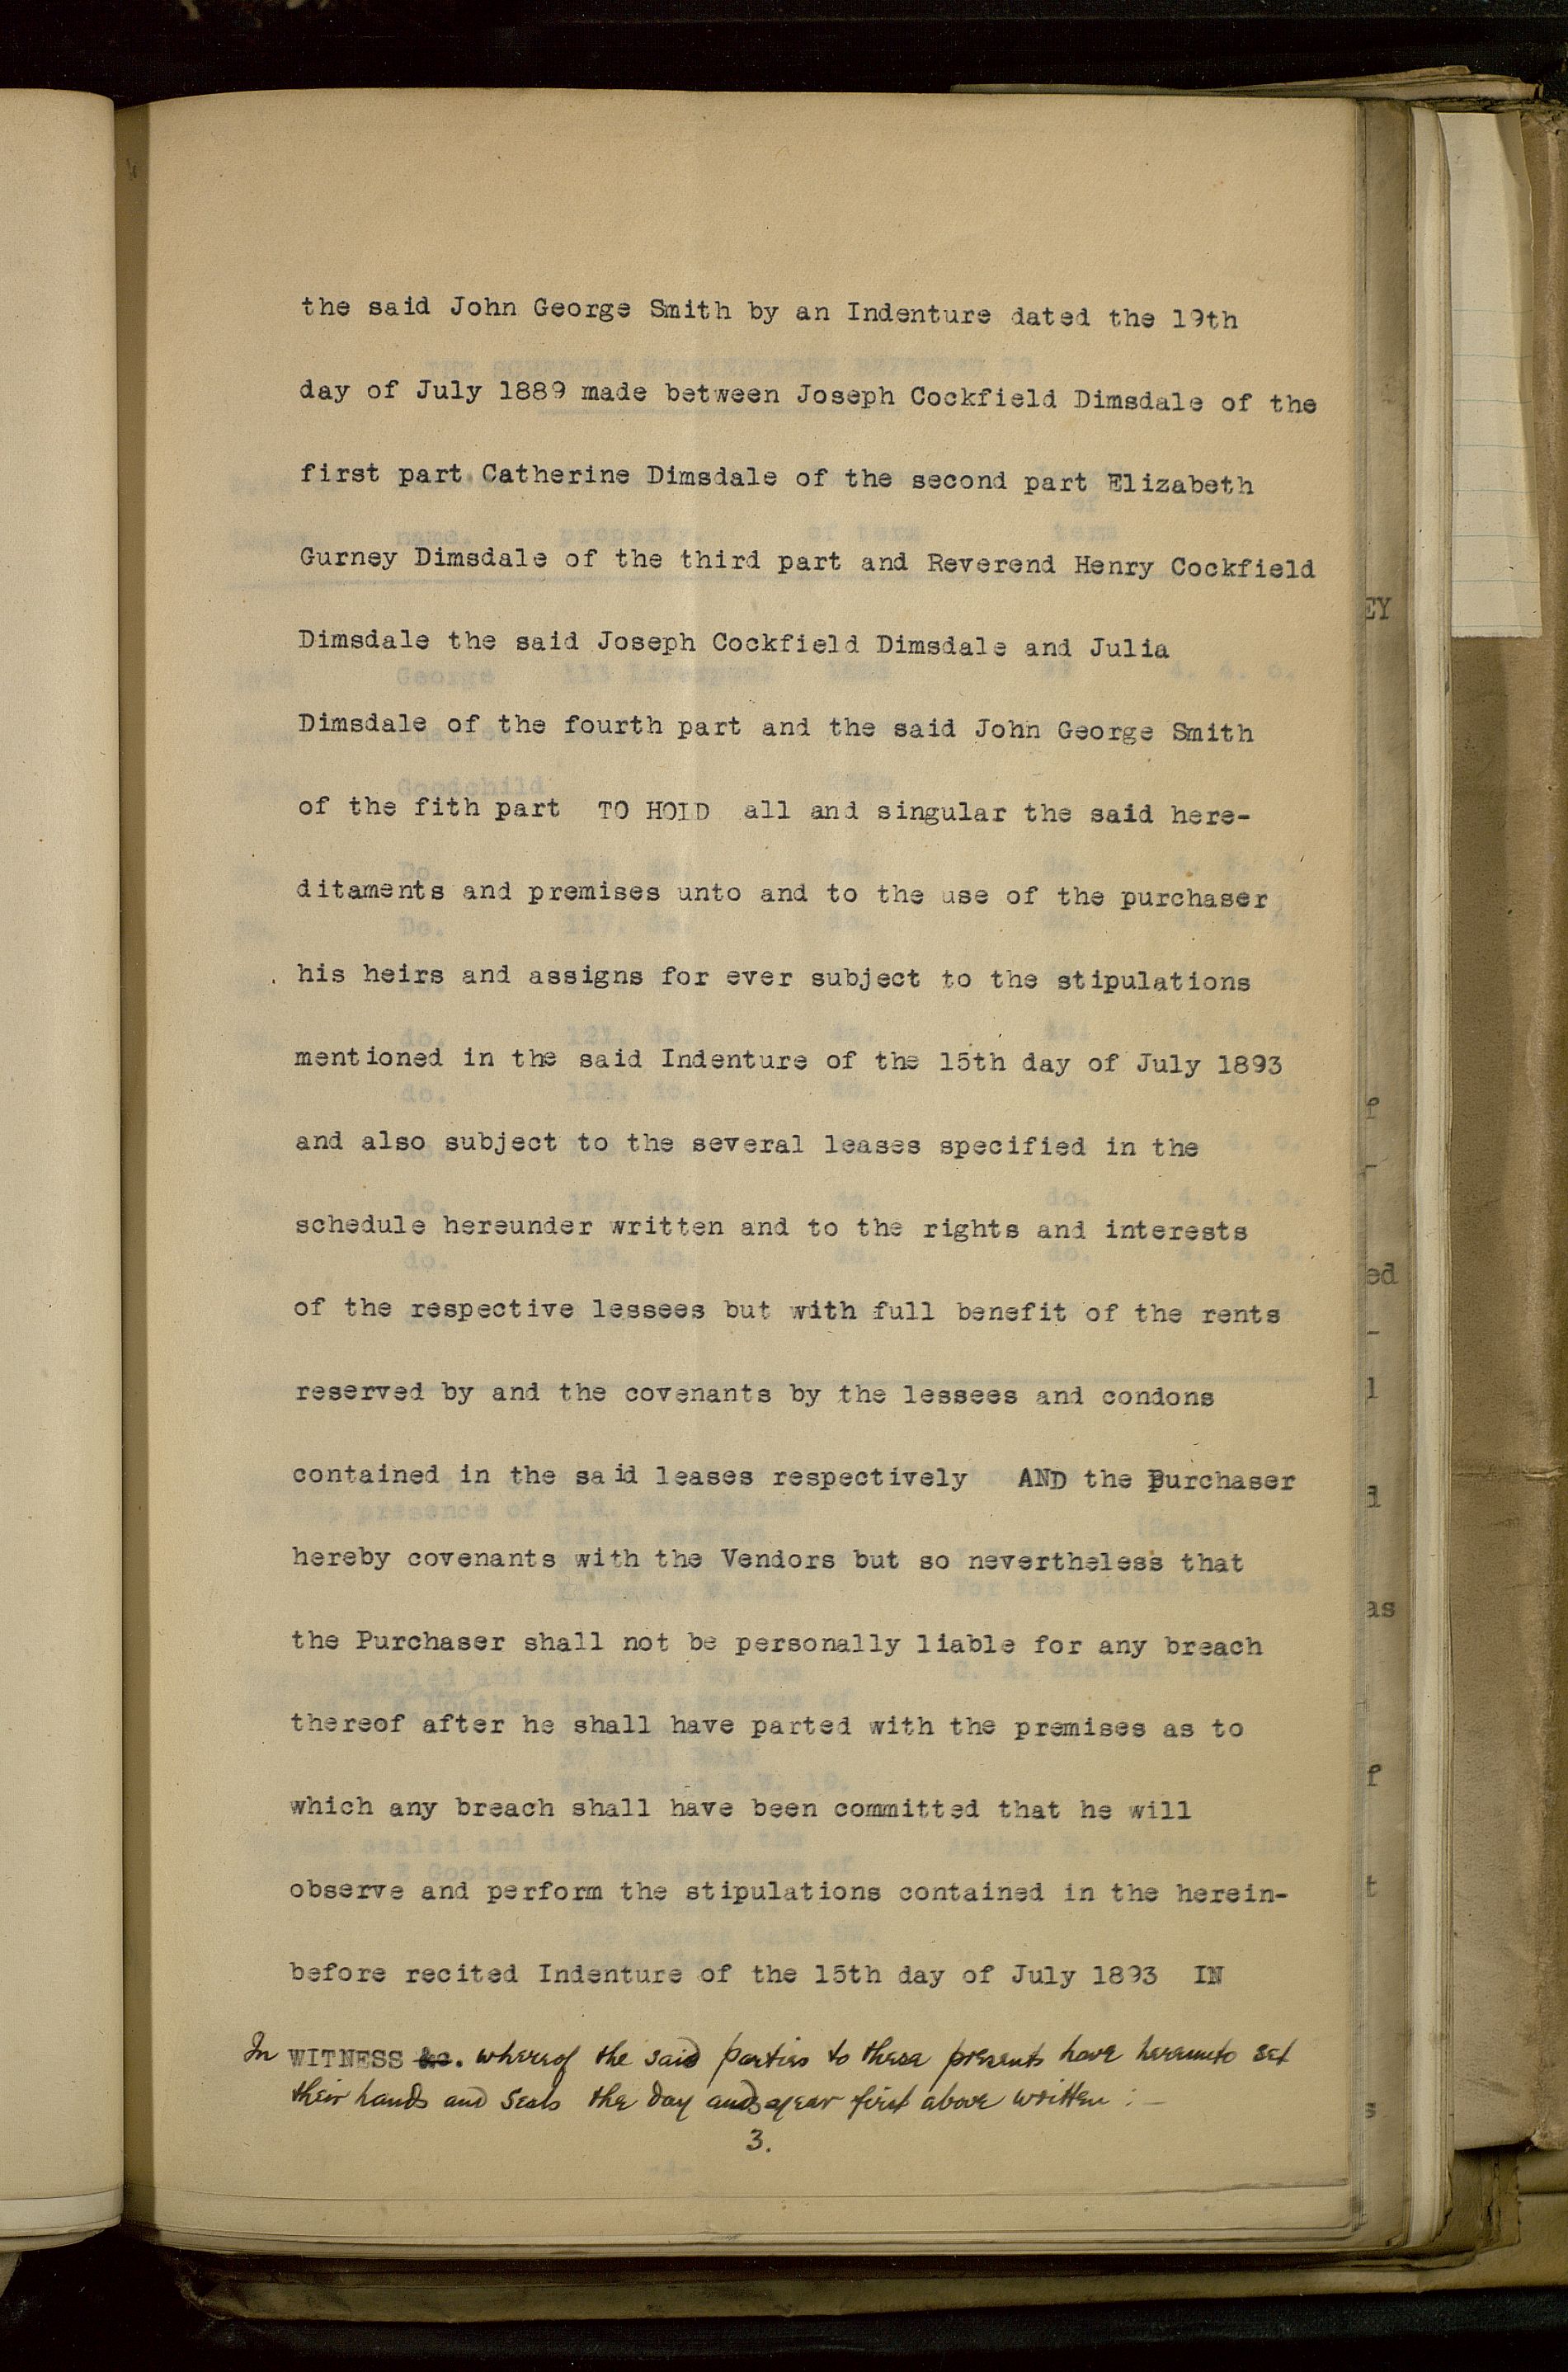 the said John George Smith by an Indenture dated the 19th
day of July 1889 made between Joseph Cockfield Dimsdale of the
first part Catherine Dimsdale of the second part Elizabeth
Gurney Dimsdale of the third part and Reverend Henry Cockfield
Dimsdale the said Joseph Cockfield Dimsdale and Julia
Dimsdale of the fourth part and the said John George Smith
of the fith part TO HOLD all and singular the said here-
ditaments and premises unto and to the use of the purchaser
his heirs and assigns for ever subject to the stipulations
mentioned in the said Indenture of the 15th day of July 1893
and also subject to the several leases specified in the
schedule hereunder written and to the rights and interests
of the respective lessees but with full benefit of the rents
reserved by and the covenants by the lessees and condons
contained in the said leases respectively AND the Purchaser
hereby covenants with the Vendors but so nevertheless that
the Purchaser shall not be personally liable for any breach
thereof after he shall have parted with the premises as to
which any breach shall have been committed that he will
observe and perform the stipulations contained in the herein-
before recited Indenture of the 15th day of July 1893 IN
In WITNESS &c. whereof the said parties to these presents have hereunto set
their hands and seals the day and year first above written :-
3.